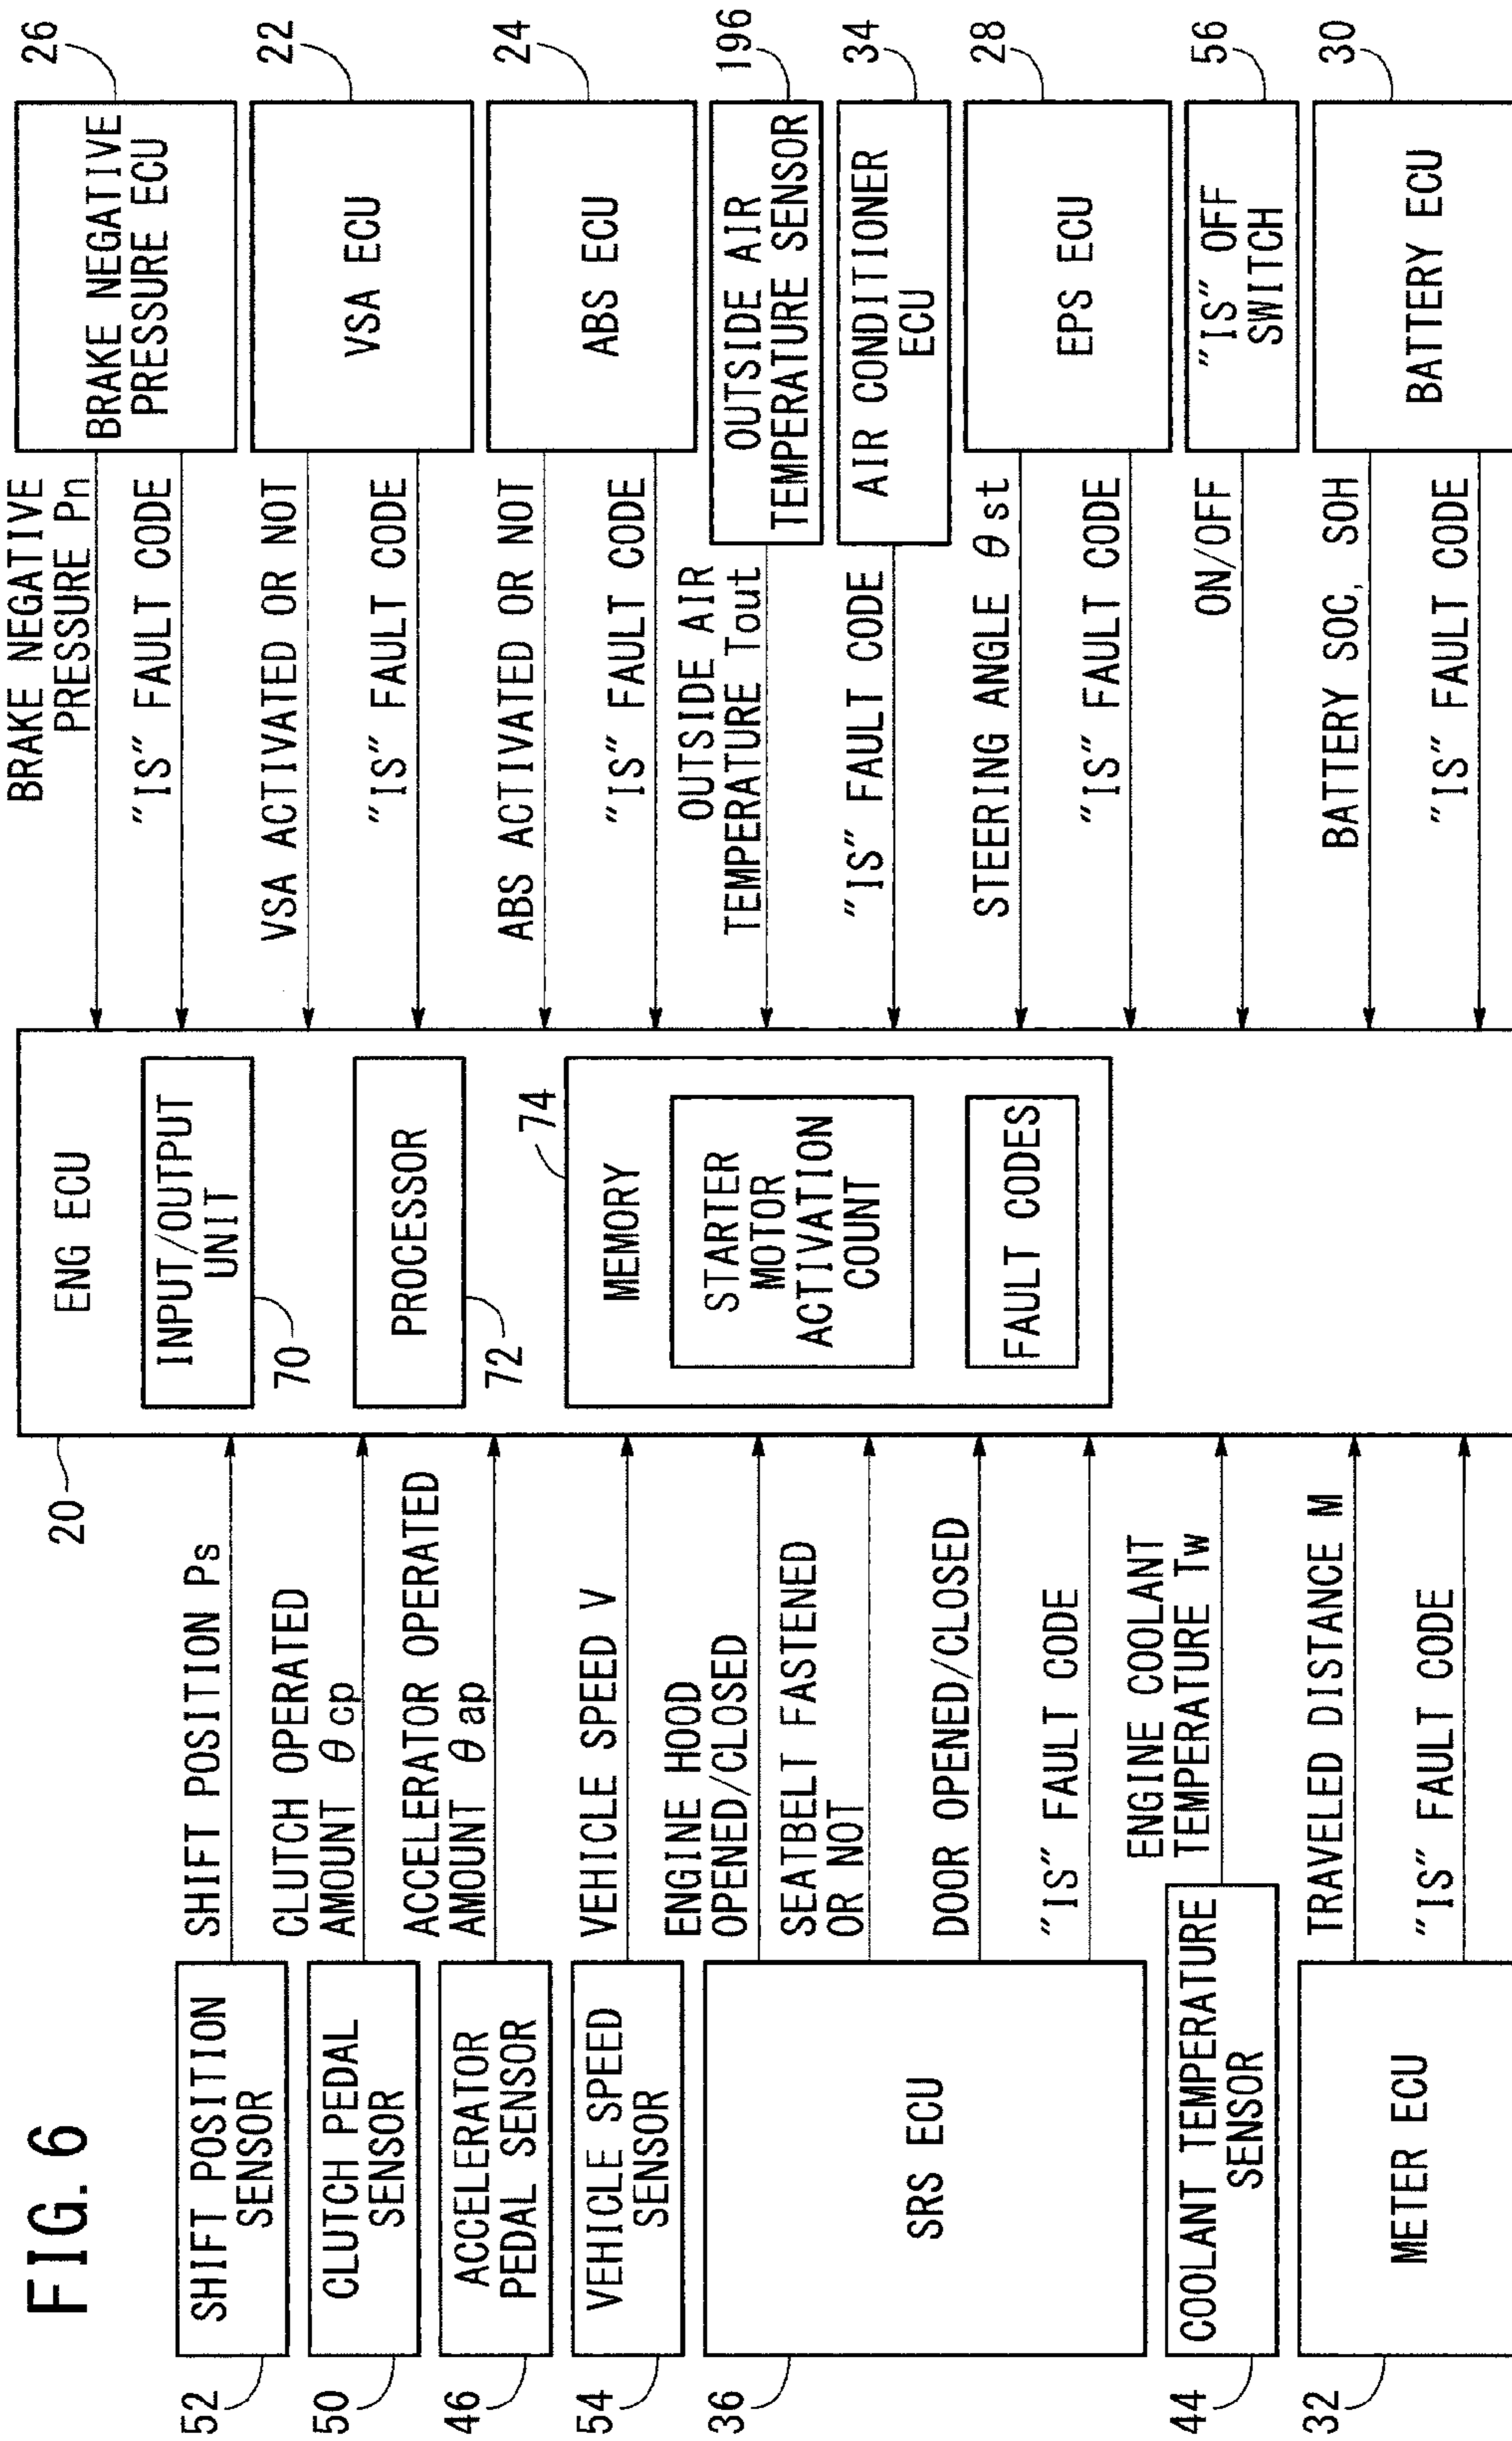 FIG. 6
52
SHIFT POSITION
SENSOR
SHIFT POSITION Ps
50
CLUTCH PEDAL
SENSOR
CLUTCH OPERATED
AMOUNT θcp
46
ACCELERATOR
PEDAL SENSOR
ACCELERATOR OPERATED
AMOUNT θap
54
VEHICLE SPEED
SENSOR
VEHICLE SPEED V
36
SRS ECU
ENGINE HOOD
OPENED/CLOSED
SEATBELT FASTENED
OR NOT
DOOR OPENED/CLOSED
"IS" FAULT CODE
44
COOLANT TEMPERATURE
SENSOR
ENGINE COOLANT
TEMPERATURE Tw
32
METER ECU
TRAVELED DISTANCE M
"IS" FAULT CODE
20
ENG ECU
INPUT/OUTPUT
UNIT
70
PROCESSOR
72
74
MEMORY
STARTER
MOTOR
ACTIVATION
COUNT
FAULT CODES
BRAKE NEGATIVE
PRESSURE Pn
"IS" FAULT CODE
BRAKE NEGATIVE
PRESSURE ECU
26
VSA ACTIVATED OR NOT
"IS" FAULT CODE
VSA ECU
22
ABS ACTIVATED OR NOT
"IS" FAULT CODE
ABS ECU
24
OUTSIDE AIR
TEMPERATURE Tout
OUTSIDE AIR
TEMPERATURE SENSOR
196
"IS" FAULT CODE
AIR CONDITIONER
ECU
34
STEERING ANGLE θst
"IS" FAULT CODE
EPS ECU
28
ON/OFF
"IS" OFF
SWITCH
56
BATTERY SOC, SOH
"IS" FAULT CODE
BATTERY ECU
30